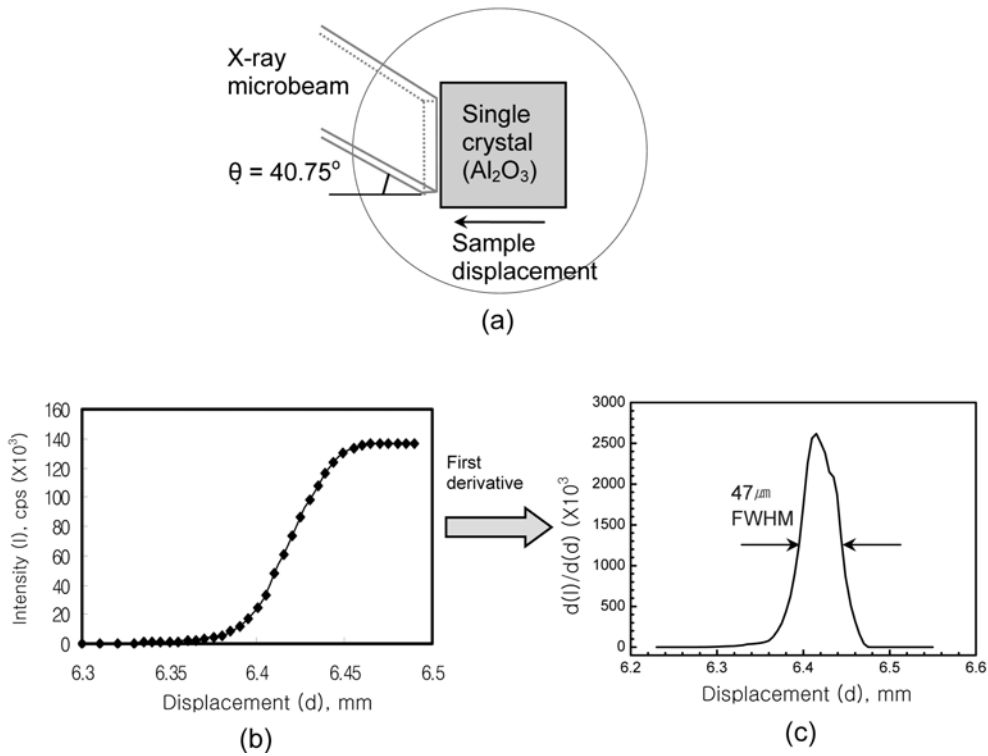 X-ray
microbeam
θ = 40.75°
Single
crystal
(Al₂O₃)
Sample
displacement
(a)
Intensity (I), cps (X10³)
160
140
120
100
80
60
40
20
0
6.3
6.35
6.4
6.45
6.5
Displacement (d), mm
(b)
First
derivative
d(I)/d(d) (X10³)
3000
2500
2000
1500
1000
500
0
47㎛
FWHM
6.2
6.3
6.4
6.5
6.6
Displacement (d), mm
(c)